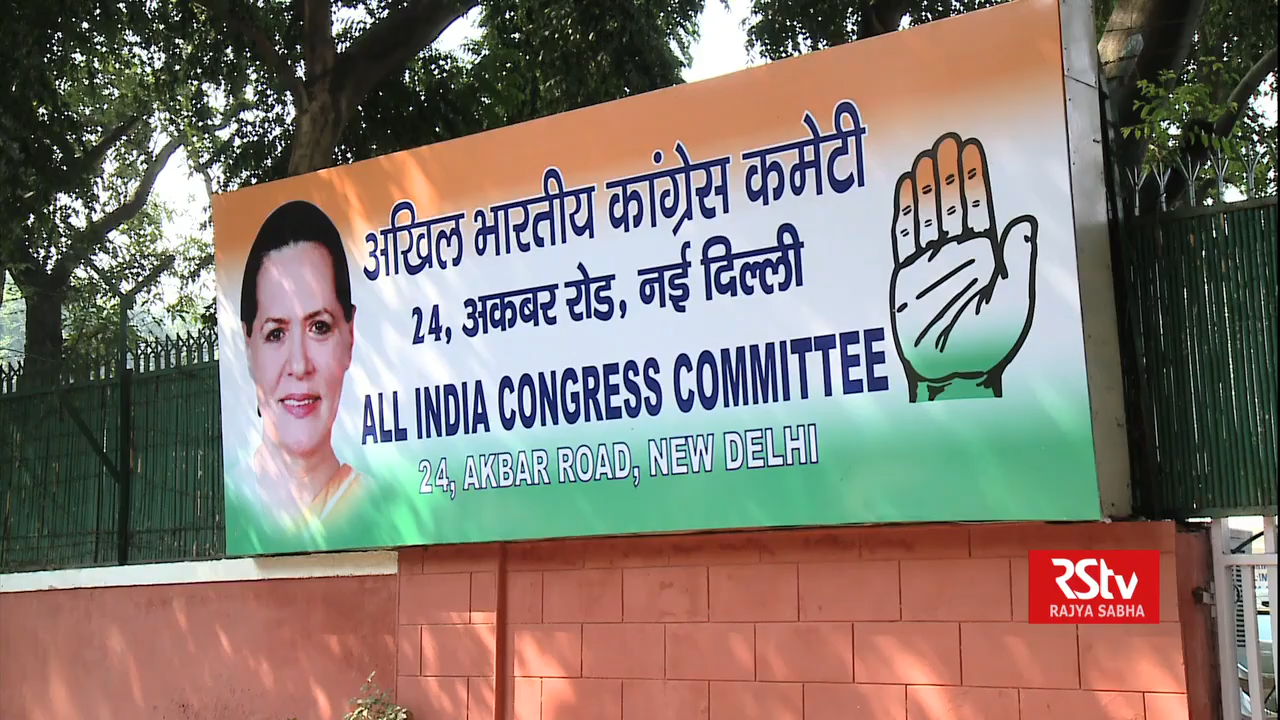 अखिल भारतीय कांग्रेस कमेटी
24, अकबर रोड, नई दिल्ली
ALL INDIA CONGRESS COMMITTEE
24, AKBAR ROAD, NEW DELHI
RStv
RAJYA SABHA